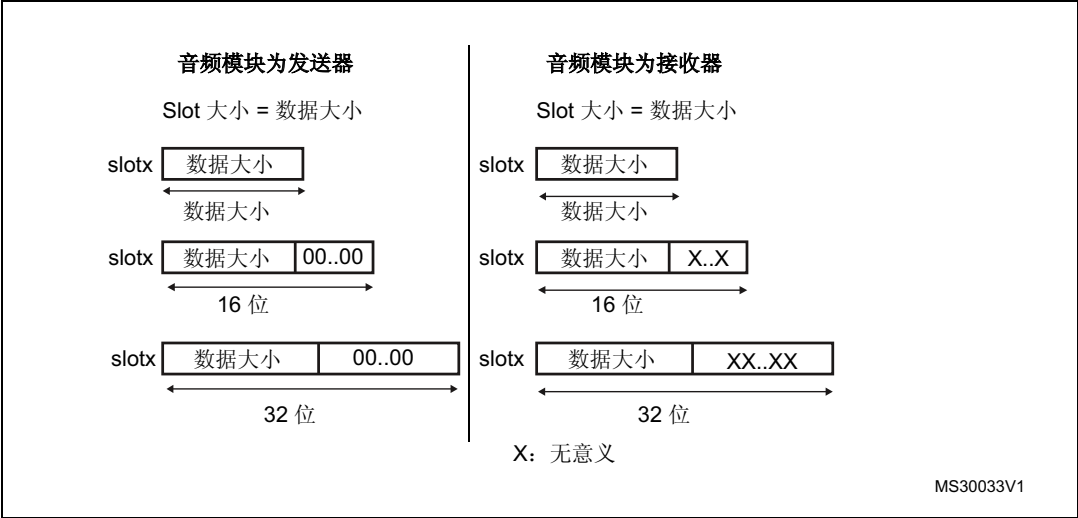 音频模块为发送器
Slot 大小 = 数据大小
slotx 数据大小
数据大小
slotx 数据大小 00..00
16 位
slotx 数据大小 00..00
32 位
音频模块为接收器
Slot 大小 = 数据大小
slotx 数据大小
数据大小
slotx 数据大小 X..X
16 位
slotx 数据大小 XX..XX
32 位
X：无意义
MS30033V1